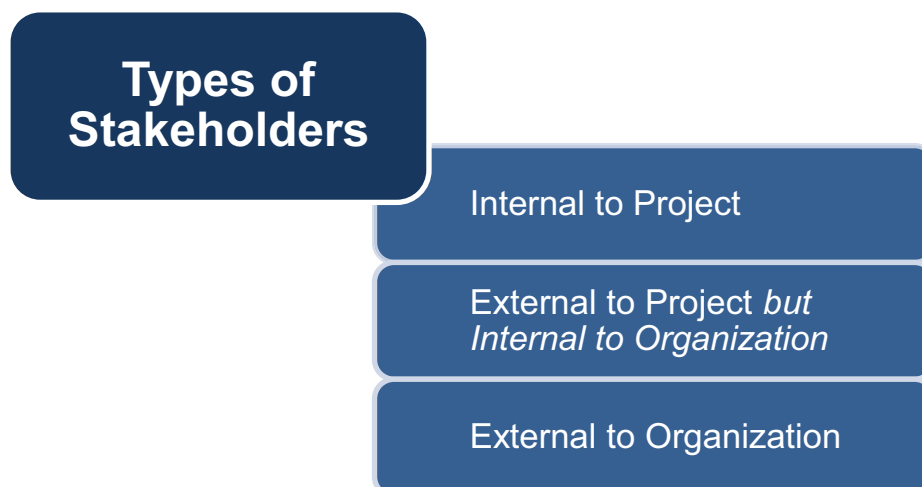 Types of
Stakeholders
Internal to Project
External to Project but
Internal to Organization
External to Organization